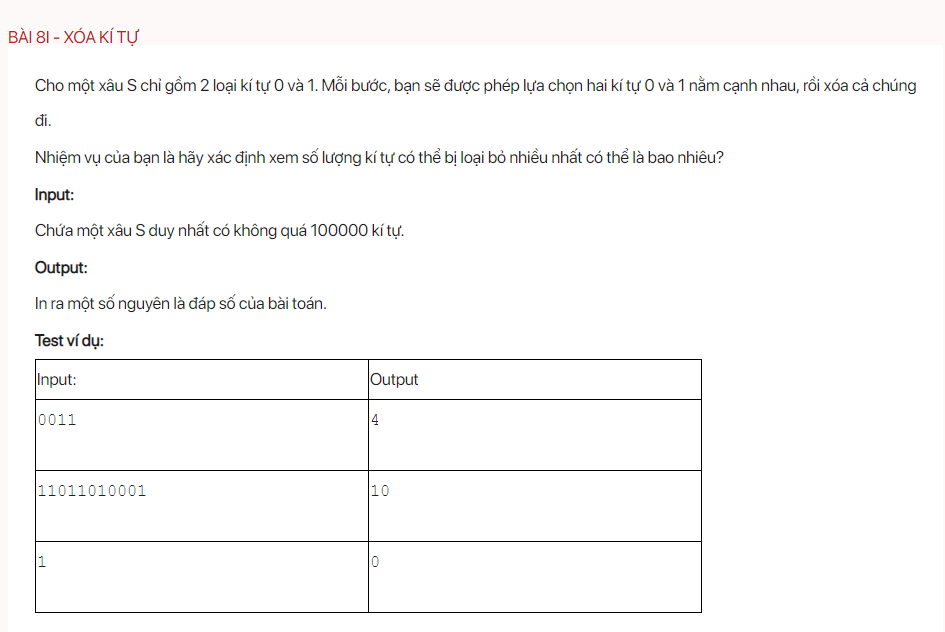 BÀI 8I - XÓA KÍ TỰ
Cho một xâu S chỉ gồm 2 loại kí tự 0 và 1. Mỗi bước, bạn sẽ được phép lựa chọn hai kí tự 0 và 1 nằm cạnh nhau, rồi xóa cả chúng
đi.
Nhiệm vụ của bạn là hãy xác định xem số lượng kí tự có thể bị loại bỏ nhiều nhất có thể là bao nhiêu?
Input:
Chứa một xâu S duy nhất có không quá 100000 kí tự.
Output:
In ra một số nguyên là đáp số của bài toán.
Test ví dụ:
Input: Output
0011 4
11011010001 10
1 0